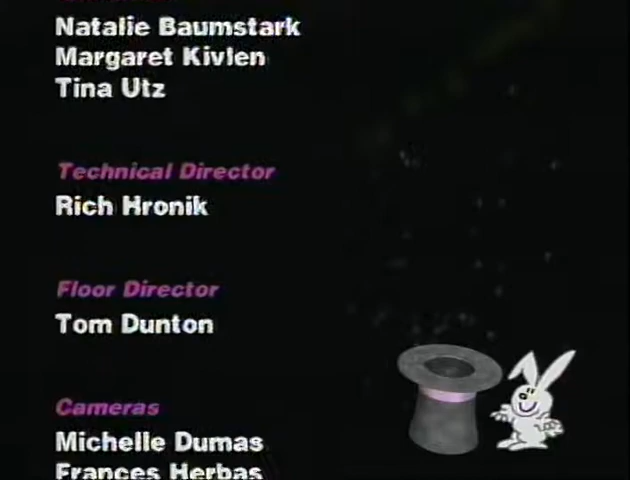 Natalie Baumstark
Margaret Kivlen
Tina Utz
Technical Director
Rich Hronik
Floor Director
Tom Dunton
Cameras
Michelle Dumas
Frances Herbas